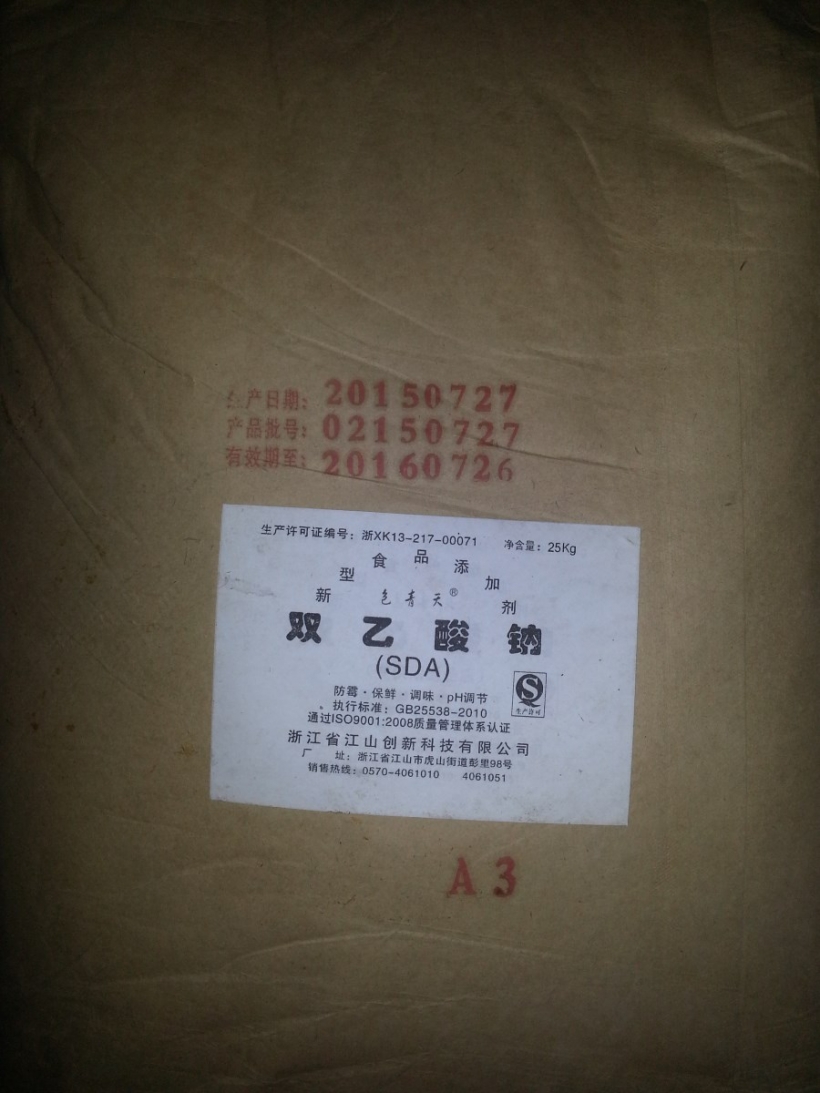 生产日期：20150727
产品批号：02150727
有效期至：20160726
生产许可证编号：浙XK13-217-00071 净含量：25Kg
新型食品添加剂
®
双乙酸钠
(SDA)
防霉·保鲜·调味·pH调节
执行标准：GB25538-2010
通过ISO9001:2008质量管理体系认证
生产许可
浙江省江山创新科技有限公司
厂 址：浙江省江山市虎山街道彭里98号
销售热线：0570-4061010 4061051
A3